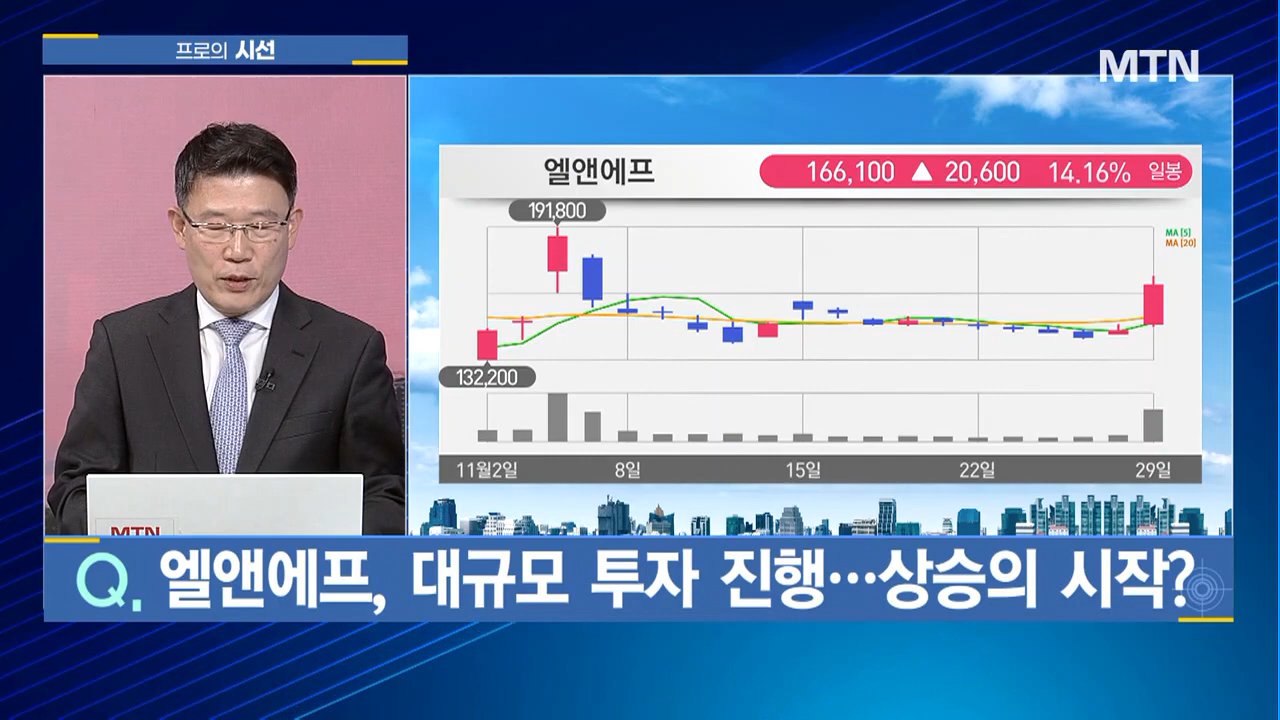 프로의 시선
MTN
엘앤에프 166,100 ▲ 20,600 14.16% 일봉
191,800
MA [5]
MA [20]
132,200
11월2일 8일 15일 22일 29일
MTN
Q. 엘앤에프, 대규모 투자 진행…상승의 시작?